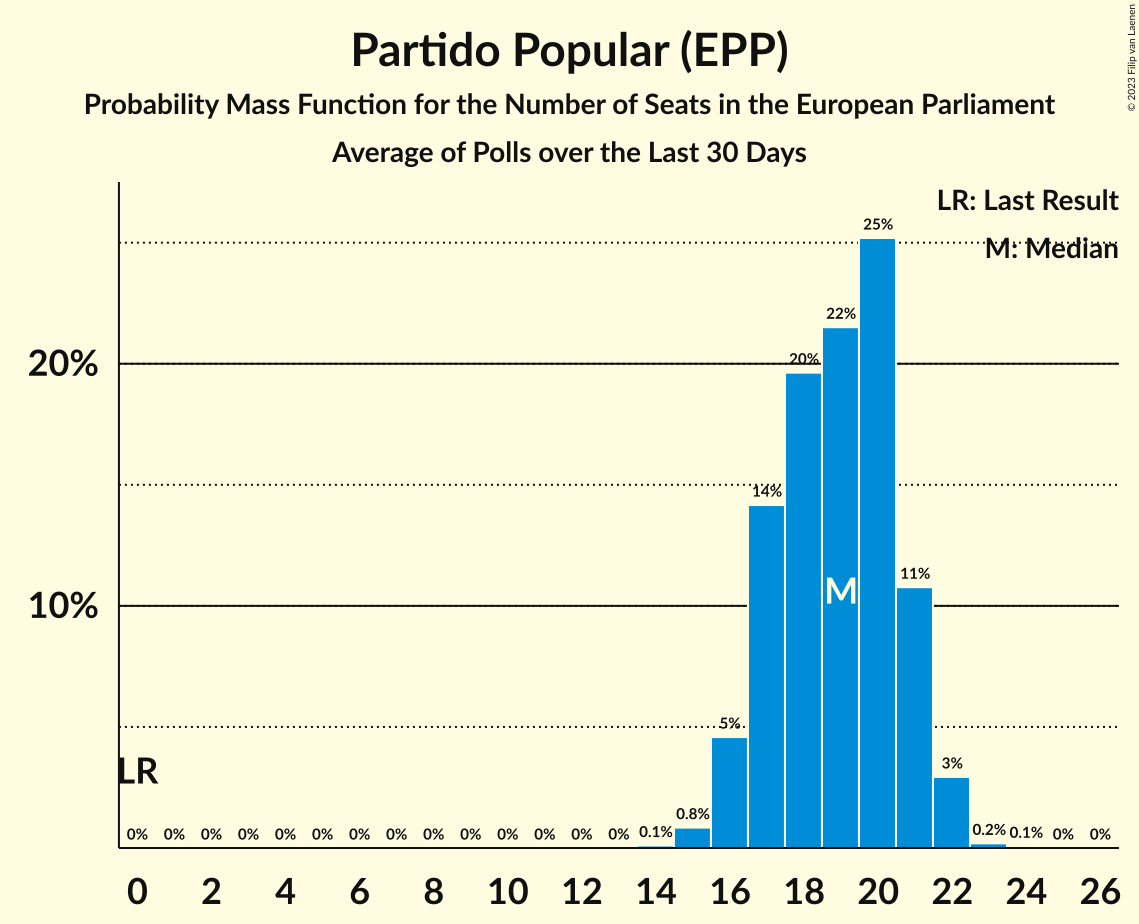 Partido Popular (EPP)
Probability Mass Function for the Number of Seats in the European Parliament
Average of Polls over the Last 30 Days
© 2023 Filip van Laenen
LR: Last Result
M: Median
25%
22%
20%
20%
14%
M
11%
10%
5%
LR
3%
0% 0% 0% 0% 0% 0% 0% 0% 0% 0% 0% 0% 0% 0% 0.1% 0.8% 0.2% 0.1% 0% 0%
0 2 4 6 8 10 12 14 16 18 20 22 24 26